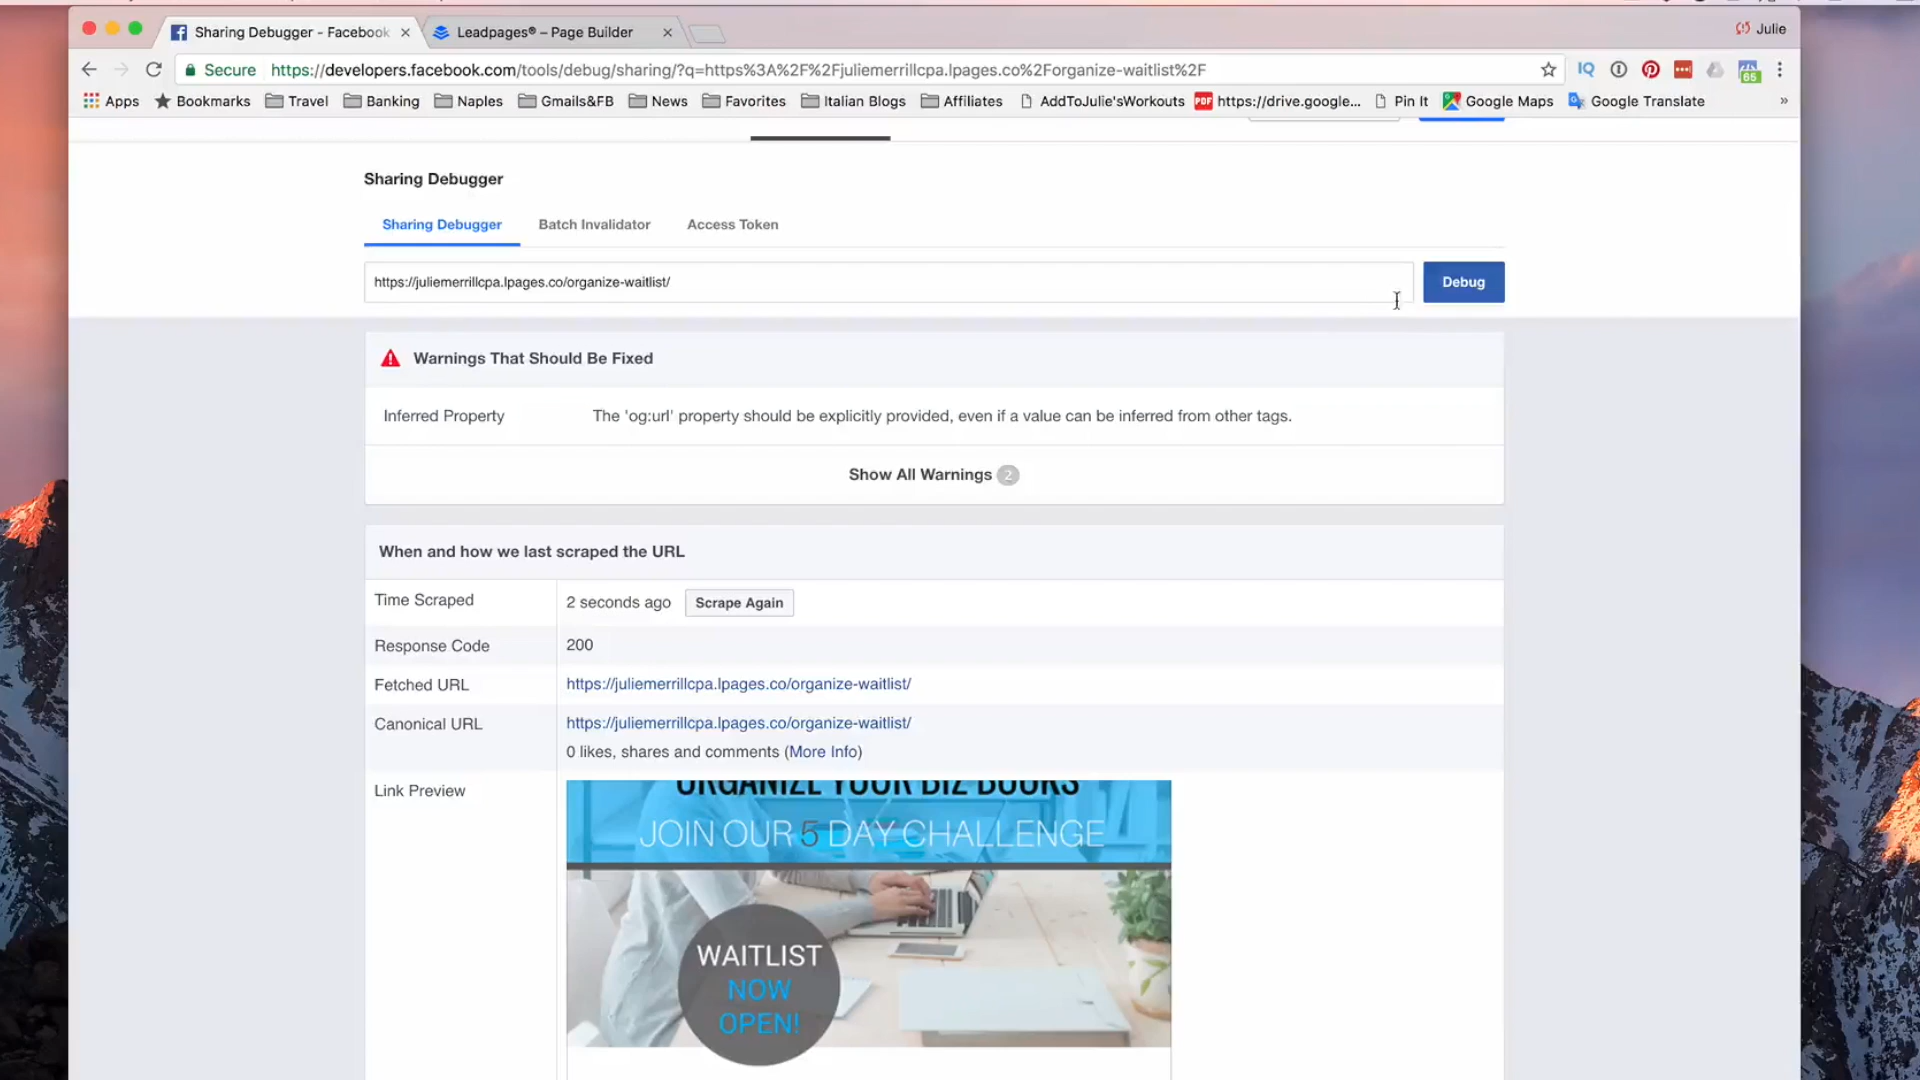 Sharing Debugger - Facebook
Leadpages® – Page Builder
Julie
Secure https://developers.facebook.com/tools/debug/sharing/?q=https%3A%2F%2Fjuliemerrillcpa.lpages.co%2Forganize-waitlist%2F
IQ
65
Apps Bookmarks Travel Banking Naples Gmails&FB News Favorites Italian Blogs Affiliates AddToJulie'sWorkouts PDF https://drive.google... Pin It Google Maps Google Translate »
Sharing Debugger
Sharing Debugger Batch Invalidator Access Token
https://juliemerrillcpa.lpages.co/organize-waitlist/
Debug
Warnings That Should Be Fixed
Inferred Property The 'og:url' property should be explicitly provided, even if a value can be inferred from other tags.
Show All Warnings 2
When and how we last scraped the URL
Time Scraped 2 seconds ago Scrape Again
Response Code 200
Fetched URL https://juliemerrillcpa.lpages.co/organize-waitlist/
Canonical URL https://juliemerrillcpa.lpages.co/organize-waitlist/
0 likes, shares and comments (More Info)
Link Preview
ORGANIZE YOUR BIZ BOOKS
JOIN OUR 5 DAY CHALLENGE
WAITLIST
NOW
OPEN!